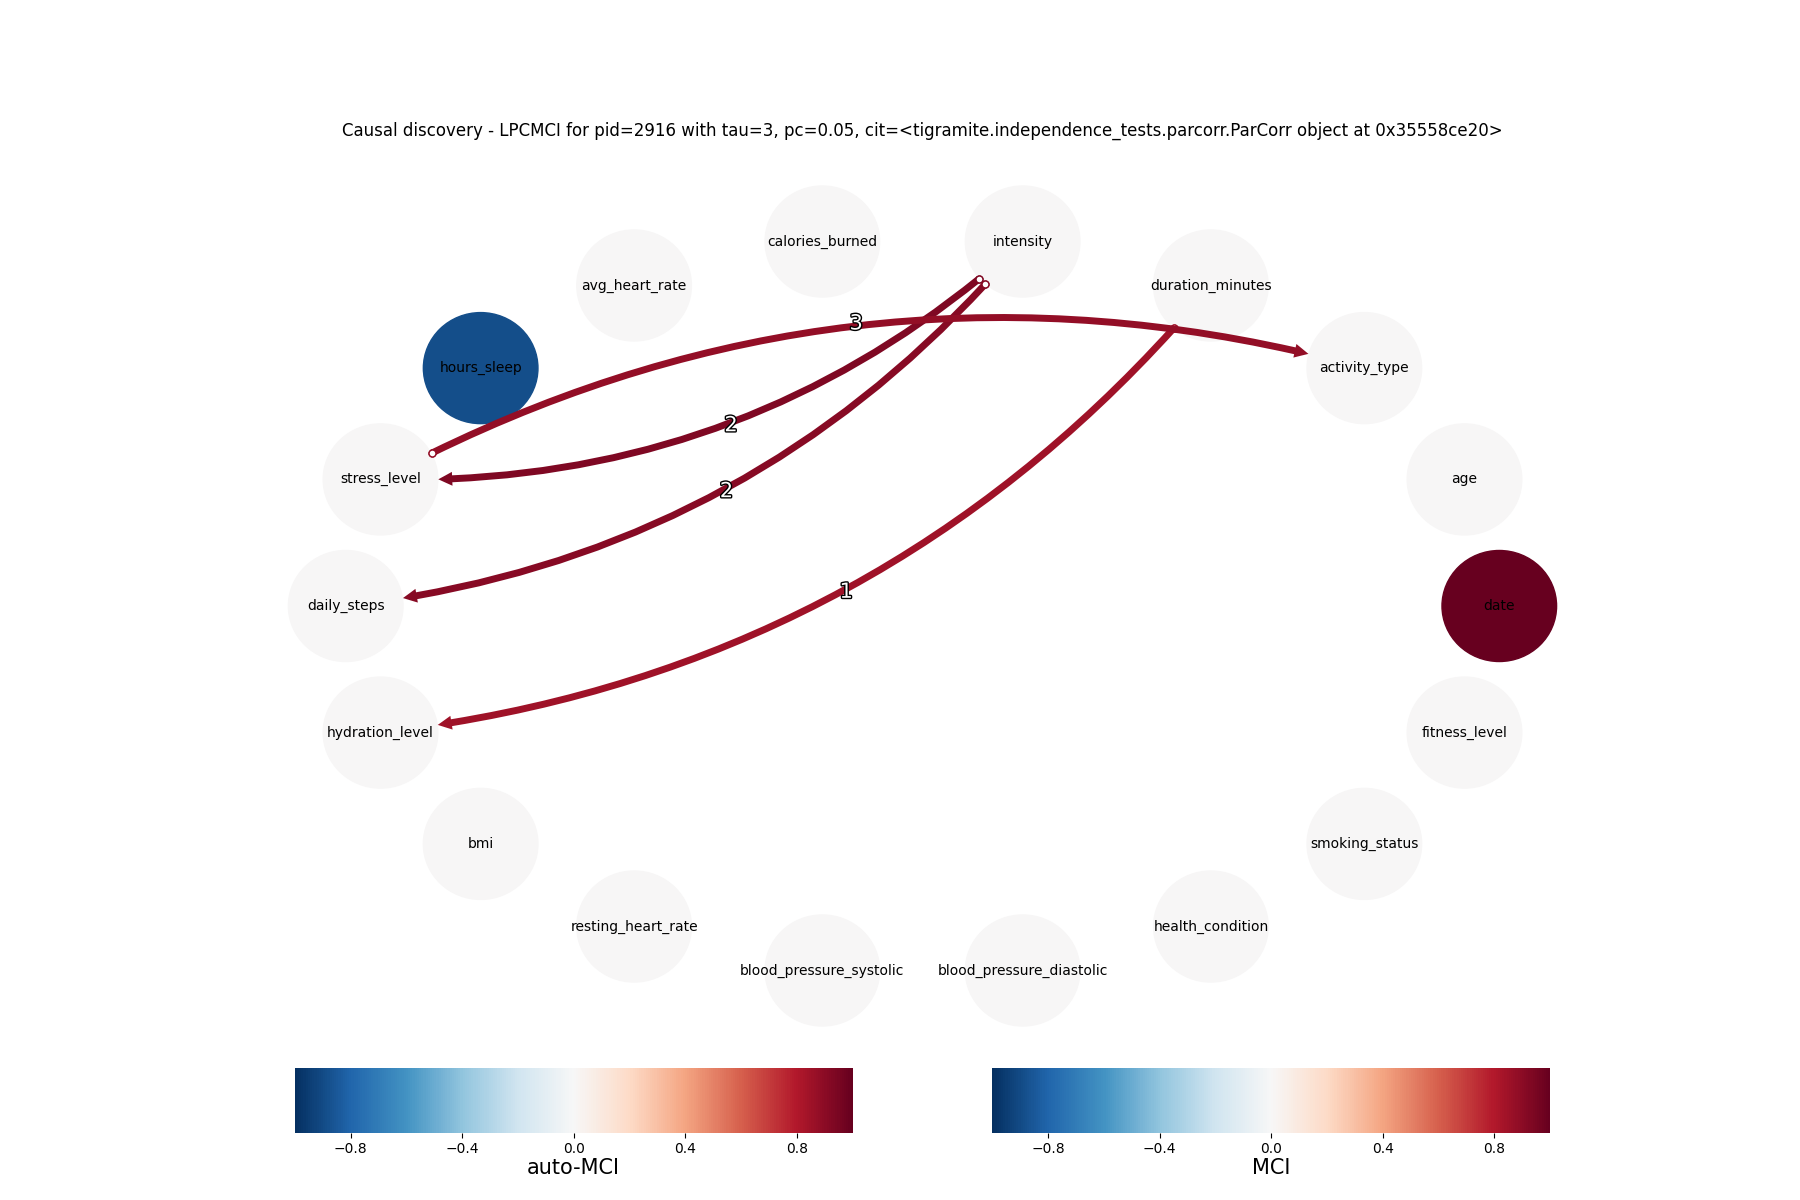 Causal discovery - LPCMCI for pid=2916 with tau=3, pc=0.05, cit=<tigramite.independence_tests.parcorr.ParCorr object at 0x35558ce20>
calories_burned
intensity
avg_heart_rate
duration_minutes
3
hours_sleep
activity_type
2
stress_level
age
2
1
daily_steps
date
hydration_level
fitness_level
bmi
smoking_status
resting_heart_rate
health_condition
blood_pressure_systolic
blood_pressure_diastolic
−0.8 −0.4 0.0 0.4 0.8
auto-MCI
−0.8 −0.4 0.0 0.4 0.8
MCI